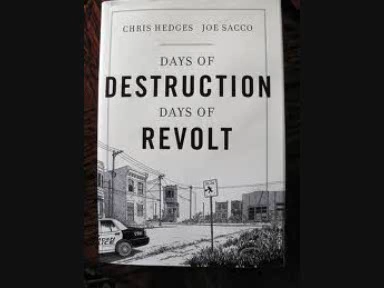 CHRIS HEDGES JOE SACCO
DAYS OF
DESTRUCTION
DAYS OF
REVOLT